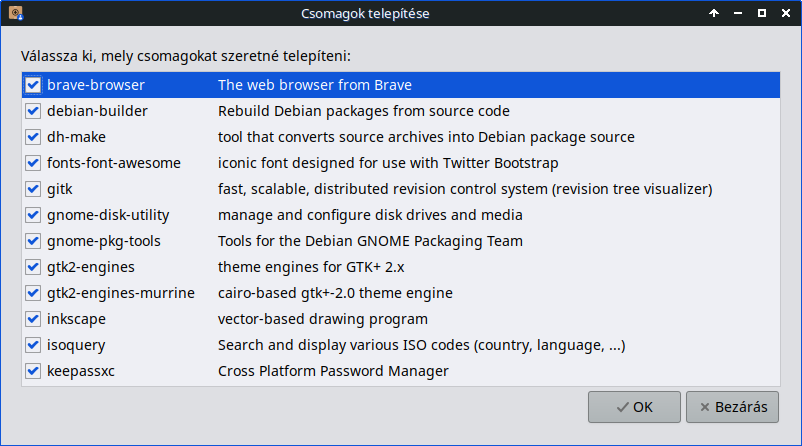 Csomagok telepítése
Válassza ki, mely csomagokat szeretné telepíteni:
brave-browser The web browser from Brave
debian-builder Rebuild Debian packages from source code
dh-make tool that converts source archives into Debian package source
fonts-font-awesome iconic font designed for use with Twitter Bootstrap
gitk fast, scalable, distributed revision control system (revision tree visualizer)
gnome-disk-utility manage and configure disk drives and media
gnome-pkg-tools Tools for the Debian GNOME Packaging Team
gtk2-engines theme engines for GTK+ 2.x
gtk2-engines-murrine cairo-based gtk+-2.0 theme engine
inkscape vector-based drawing program
isoquery Search and display various ISO codes (country, language, ...)
keepassxc Cross Platform Password Manager
OK Bezárás